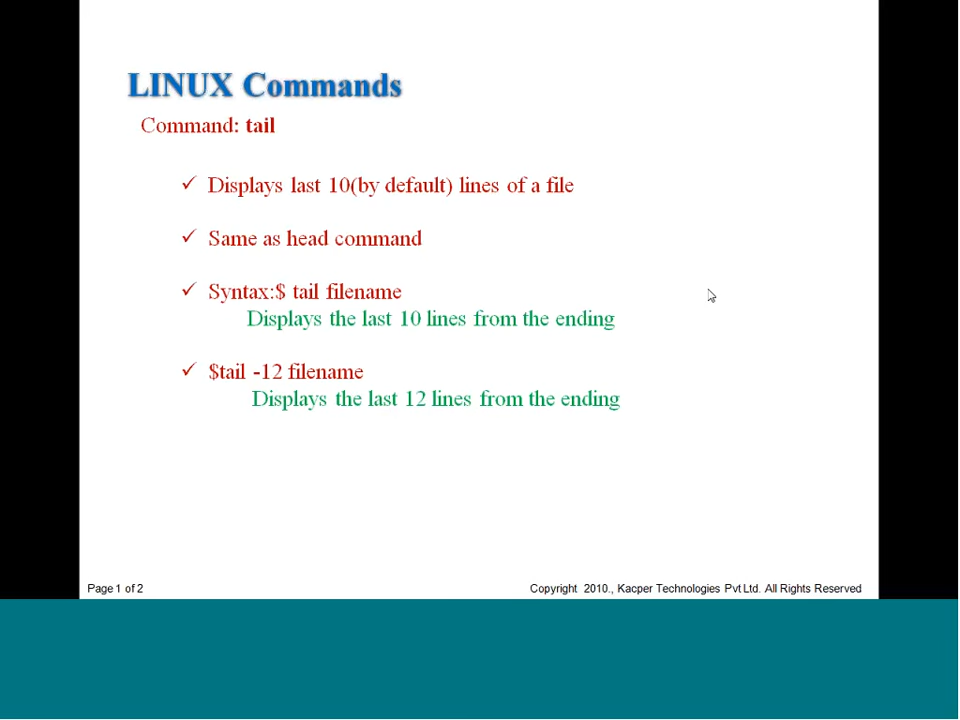 LINUX Commands
Command: tail
✓ Displays last 10(by default) lines of a file
✓ Same as head command
✓ Syntax:$ tail filename
Displays the last 10 lines from the ending
✓ $tail -12 filename
Displays the last 12 lines from the ending
Page 1 of 2
Copyright 2010., Kacper Technologies Pvt Ltd. All Rights Reserved